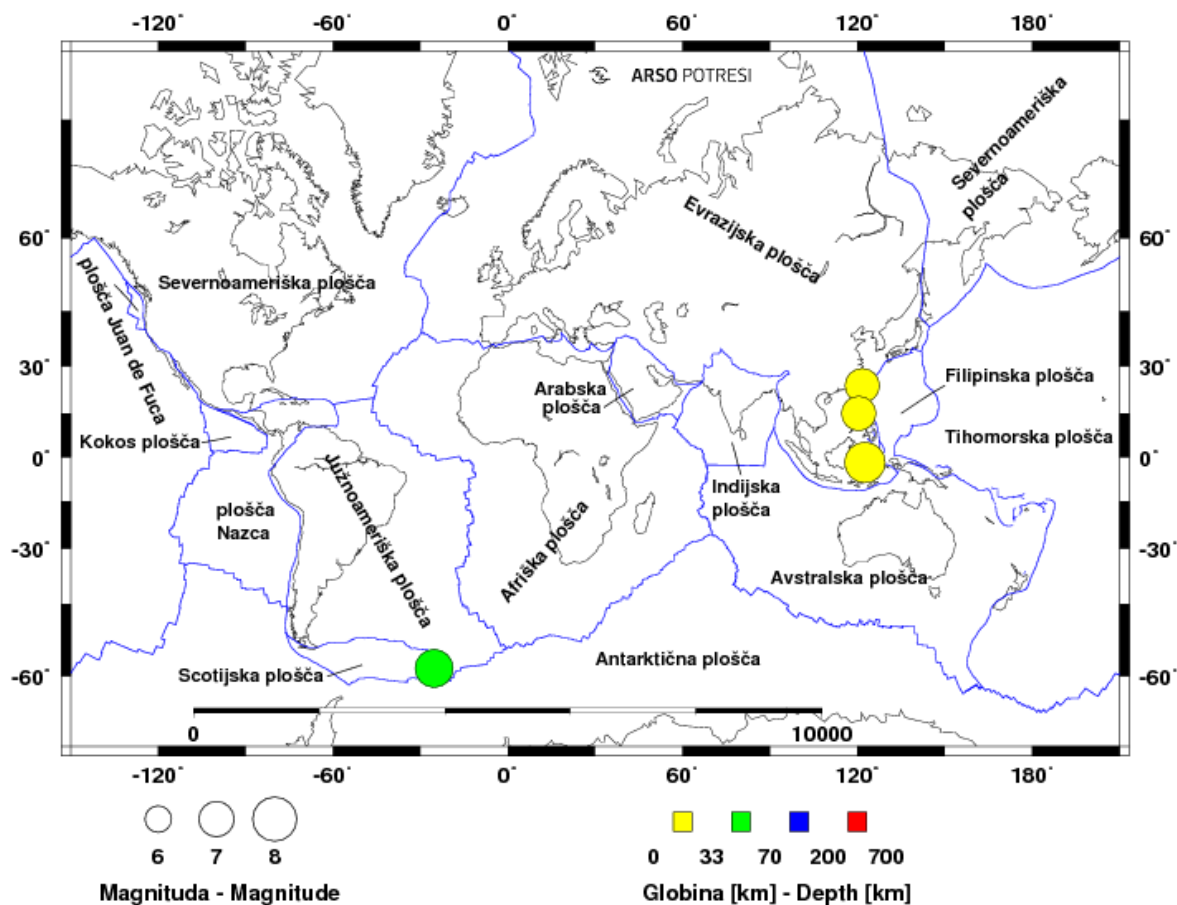 -120° -60° 0° 60° 120° 180°
ARSO POTRESI
Severnoameriška
plošča
60° 60°
Evrazijska plošča
plošča Juan de Fuca
Severnoameriška plošča
30° 30°
Arabska
plošča
Filipinska plošča
Kokos plošča
Tihomorska plošča
0° 0°
Južnoameriška plošča
Indijska
plošča
plošča
Nazca
Afriška plošča
-30° -30°
Avstralska plošča
Antarktična plošča
Scotijska plošča
-60° -60°
0 10000
-120° -60° 0° 60° 120° 180°
6 7 8
0 33 70 200 700
Magnituda - Magnitude
Globina [km] - Depth [km]